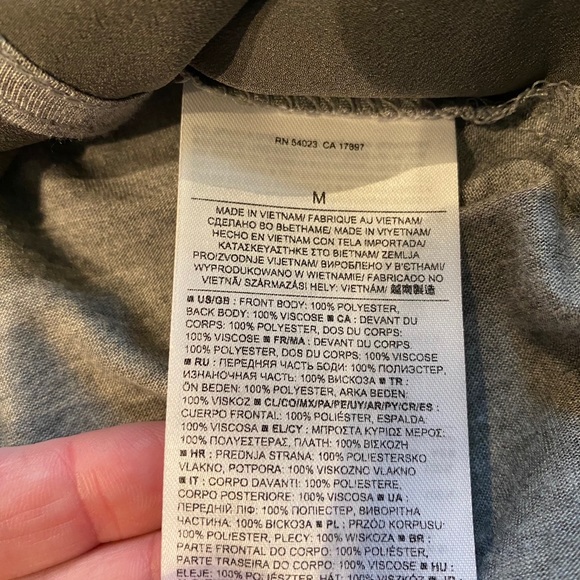 RN 54023 CA 17897
M
MADE IN VIETNAM/ FABRIQUE AU VIETNAM/
СДЕЛАНО ВО ВЬЕТНАМЕ/ MADE IN VIYETNAM/
HECHO EN VIETNAM CON TELA IMPORTADA/
ΚΑΤΑΣΚΕΥΑΣΤΗΚΕ ΣΤΟ ΒΙΕΤΝΑΜ/ ZEMLJA
PROIZVODNJE VIJETNAM/ ВИРОБЛЕНО У В'ЄТНАМІ/
WYPRODUKOWANO W WIETNAMIE/ FABRICADO NO
VIETNÃ/ SZÁRMAZÁSI HELY: VIETNÁM/ 越南製造
US/GB : FRONT BODY: 100% POLYESTER,
BACK BODY: 100% VISCOSE CA : DEVANT DU
CORPS: 100% POLYESTER, DOS DU CORPS:
100% VISCOSE FR/MA : DEVANT DU CORPS:
100% POLYESTER, DOS DU CORPS: 100% VISCOSE
RU : ПЕРЕДНЯЯ ЧАСТЬ БОДИ: 100% ПОЛИЭСТЕР,
ИЗНАНОЧНАЯ ЧАСТЬ: 100% ВИСКОЗА TR :
ÖN BEDEN: 100% POLYESTER, ARKA BEDEN:
100% VISKOZ CL/CO/MX/PA/PE/UY/AR/PY/CR/ES :
CUERPO FRONTAL: 100% POLIÉSTER, ESPALDA:
100% VISCOSA EL/CY : ΜΠΡΟΣΤΑ ΚΥΡΙΩΣ ΜΕΡΟΣ:
100% ΠΟΛΥΕΣΤΕΡΑΣ, ΠΛΑΤΗ: 100% ΒΙΣΚΟΖΗ
HR : PREDNJA STRANA: 100% POLIESTERSKO
VLAKNO, POTPORA: 100% VISKOZNO VLAKNO
IT : CORPO DAVANTI: 100% POLIESTERE,
CORPO POSTERIORE: 100% VISCOSA UA :
ПЕРЕДНІЙ ЛІФ: 100% ПОЛІЕСТЕР, ВИВОРІТНА
ЧАСТИНА: 100% ВІСКОЗА PL : PRZÓD KORPUSU:
100% POLIESTER, PLECY: 100% WISKOZA BR :
PARTE FRONTAL DO CORPO: 100% POLIÉSTER,
PARTE TRASEIRA DO CORPO: 100% VISCOSE HU :
ELEJE: 100% POLIÉSZTER, HÁT: 100% VISZKÓZ